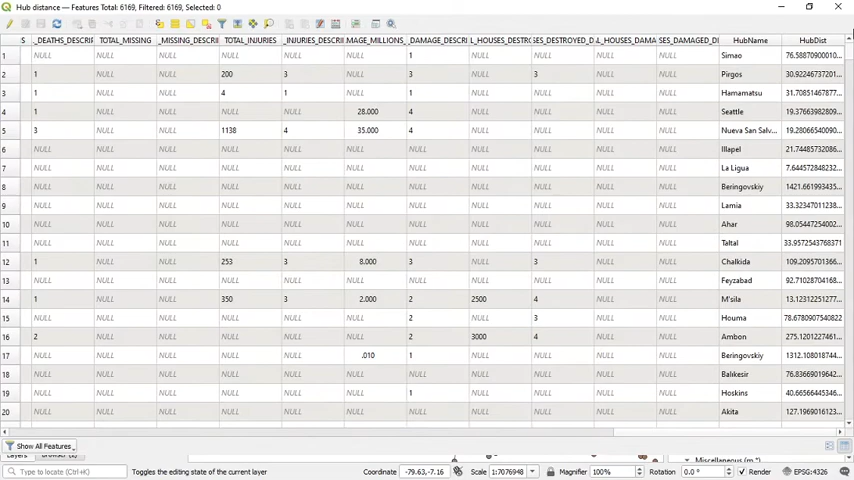 Hub distance — Features Total: 6169, Filtered: 6169, Selected: 0
S _DEATHS_DESCRIF TOTAL_MISSING _MISSING_DESCRIE TOTAL_INJURIES _INJURIES_DESCRI MAGE_MILLIONS_ _DAMAGE_DESCRI L_HOUSES_DESTRO SES_DESTROYED_D \L_HOUSES_DAMA SES_DAMAGED_DI HubName HubDist
1 NULL NULL NULL NULL NULL NULL 1 NULL NULL NULL NULL Simao 76.58870900010...
2 1 NULL NULL 200 3 NULL 3 NULL 3 NULL NULL Pirgos 30.92246737201...
3 1 NULL NULL 4 1 NULL 1 NULL NULL NULL NULL Hamamatsu 31.70851467877...
4 1 NULL NULL NULL NULL 28.000 4 NULL NULL NULL NULL Seattle 19.37663982809...
5 3 NULL NULL 1138 4 35.000 4 NULL NULL NULL NULL Nueva San Salv... 19.28066540090...
6 NULL NULL NULL NULL NULL NULL NULL NULL NULL NULL NULL Illapel 21.74485732086...
7 NULL NULL NULL NULL NULL NULL NULL NULL NULL NULL NULL La Ligua 7.644572848232...
8 NULL NULL NULL NULL NULL NULL NULL NULL NULL NULL NULL Beringovskiy 1421.661993435...
9 NULL NULL NULL NULL NULL NULL NULL NULL NULL NULL NULL Lamia 33.32347011239...
10 NULL NULL NULL NULL NULL NULL NULL NULL NULL NULL NULL Ahar 98.05447254002...
11 NULL NULL NULL NULL NULL NULL NULL NULL NULL NULL NULL Taltal 33.9572543768371
12 1 NULL NULL 253 3 8.000 3 NULL 3 NULL NULL Chalkida 109.2095701366...
13 NULL NULL NULL NULL NULL NULL NULL NULL NULL NULL NULL Feyzabad 92.71028704168...
14 1 NULL NULL 350 3 2.000 2 2500 4 NULL NULL M'sila 13.12312251277...
15 NULL NULL NULL NULL NULL NULL 2 NULL 3 NULL NULL Houma 78.6780907540822
16 2 NULL NULL NULL NULL NULL 2 3000 4 NULL NULL Ambon 275.1201227461...
17 NULL NULL NULL NULL NULL .010 1 NULL NULL NULL NULL Beringovskiy 1312.108018744...
18 NULL NULL NULL NULL NULL NULL NULL NULL NULL NULL NULL Balıkesir 76.83669019642...
19 NULL NULL NULL NULL NULL NULL 1 NULL NULL NULL NULL Hoskins 40.66566445346...
20 NULL NULL NULL NULL NULL NULL NULL NULL NULL NULL NULL Akita 127.1969016123...
Show All Features
Layers Browser (2) Miscellaneous (m_*)
Type to locate (Ctrl+K) Toggles the editing state of the current layer Coordinate -79.63,-7.16 Scale 1:7076948 Magnifier 100% Rotation 0.0 ° Render EPSG:4326